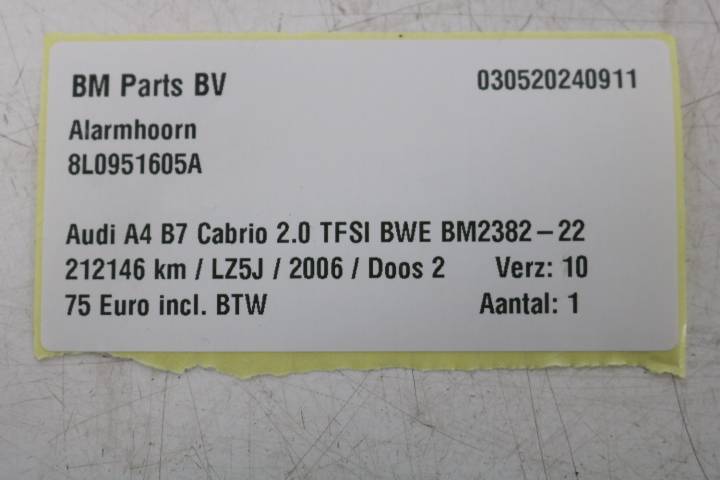 BM Parts BV 030520240911
Alarmhoorn
8L0951605A
Audi A4 B7 Cabrio 2.0 TFSI BWE BM2382-22
212146 km / LZ5J / 2006 / Doos 2 Verz: 10
75 Euro incl. BTW Aantal: 1